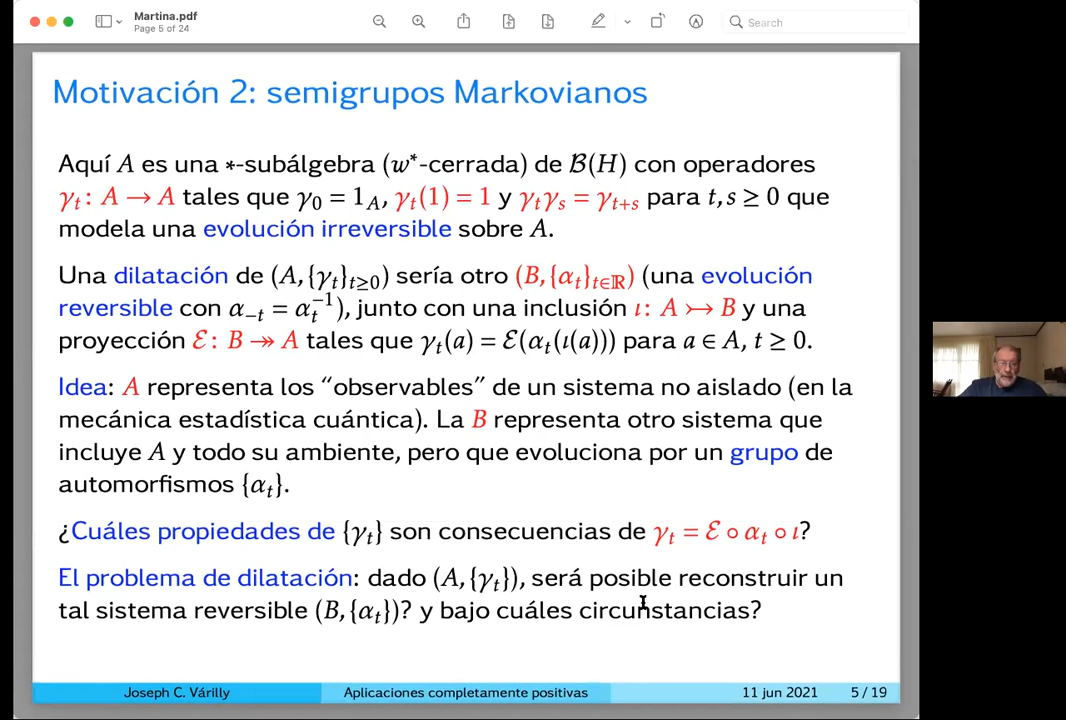 Martina.pdf
Page 5 of 24
Search
Motivación 2: semigrupos Markovianos
Aquí A es una *-subálgebra (w*-cerrada) de ℬ(H) con operadores
γₜ: A → A tales que γ₀ = 1_A, γₜ(1) = 1 y γₜγₛ = γₜ₊ₛ para t, s ≥ 0 que
modela una evolución irreversible sobre A.
Una dilatación de (A, {γₜ}ₜ≥₀) sería otro (B, {αₜ}ₜ∈ℝ) (una evolución
reversible con α₋ₜ = αₜ⁻¹), junto con una inclusión ι: A ↣ B y una
proyección ℰ: B ↠ A tales que γₜ(a) = ℰ(αₜ(ι(a))) para a ∈ A, t ≥ 0.
Idea: A representa los “observables” de un sistema no aislado (en la
mecánica estadística cuántica). La B representa otro sistema que
incluye A y todo su ambiente, pero que evoluciona por un grupo de
automorfismos {αₜ}.
¿Cuáles propiedades de {γₜ} son consecuencias de γₜ = ℰ ∘ αₜ ∘ ι?
El problema de dilatación: dado (A, {γₜ}), será posible reconstruir un
tal sistema reversible (B, {αₜ})? y bajo cuáles circunstancias?
Joseph C. Várilly Aplicaciones completamente positivas 11 jun 2021 5 / 19